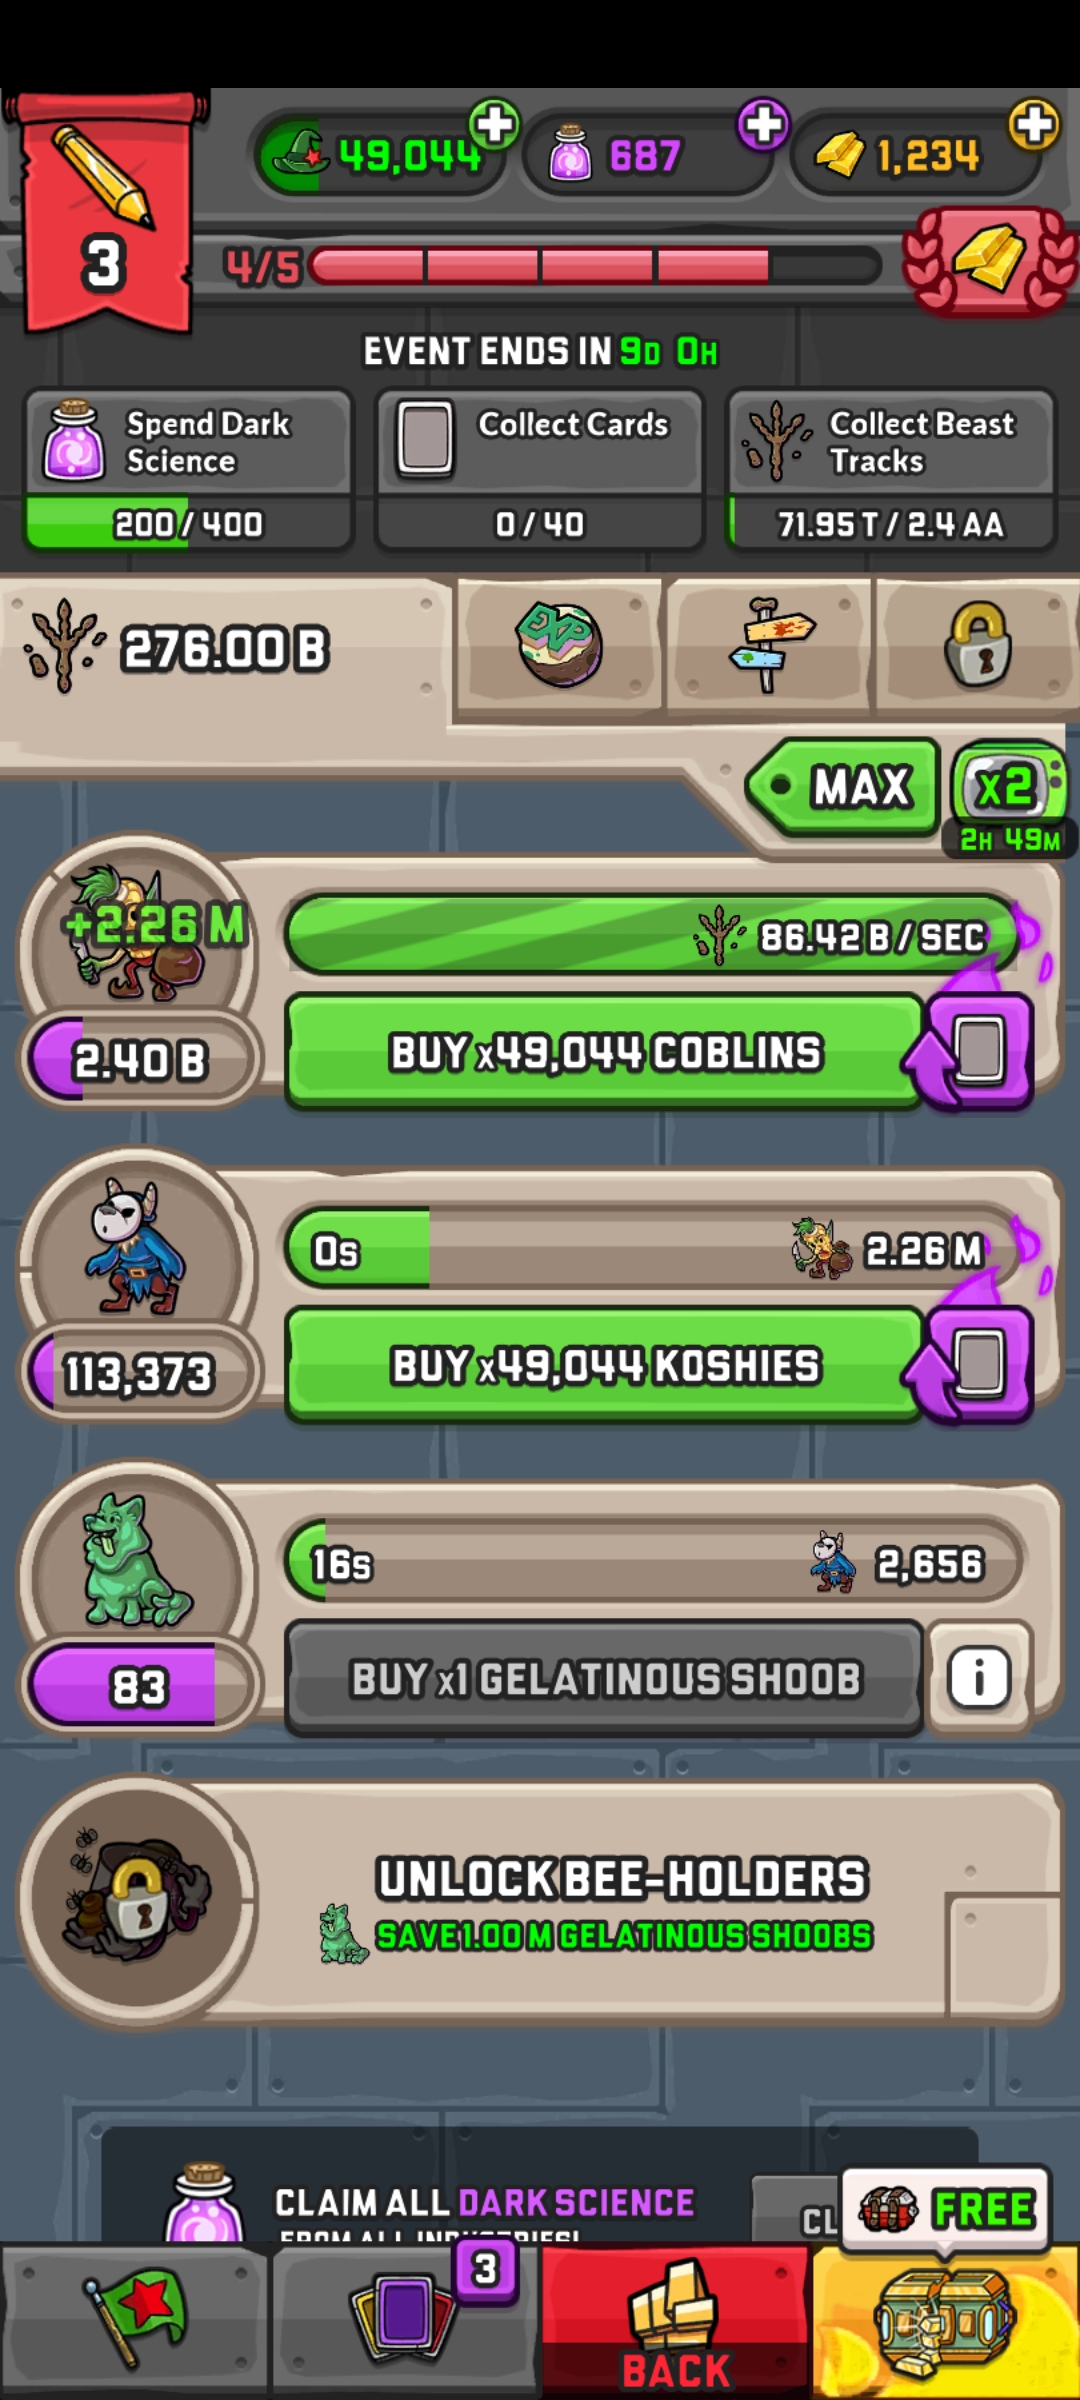 49,044
687
1,234
3
4/5
EVENT ENDS IN 9D 0H
Spend Dark
Science
200 / 400
Collect Cards
0 / 40
Collect Beast
Tracks
71.95 T / 2.4 AA
276.00 B
EXP
MAX
x2
2H 49M
+2.26 M
86.42 B / SEC
2.40 B
BUY x49,044 COBLINS
0s
2.26 M
113,373
BUY x49,044 KOSHIES
16s
2,656
83
BUY x1 GELATINOUS SHOOB
i
UNLOCK BEE-HOLDERS
SAVE 1.00 M GELATINOUS SHOOBS
CLAIM ALL DARK SCIENCE
FROM ALL INDUSTRIES!
CL
FREE
3
BACK